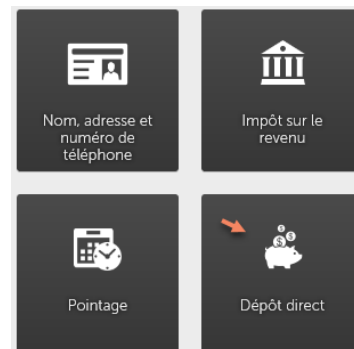 Nom, adresse et
numéro de
téléphone
Impôt sur le
revenu
Pointage
Dépôt direct